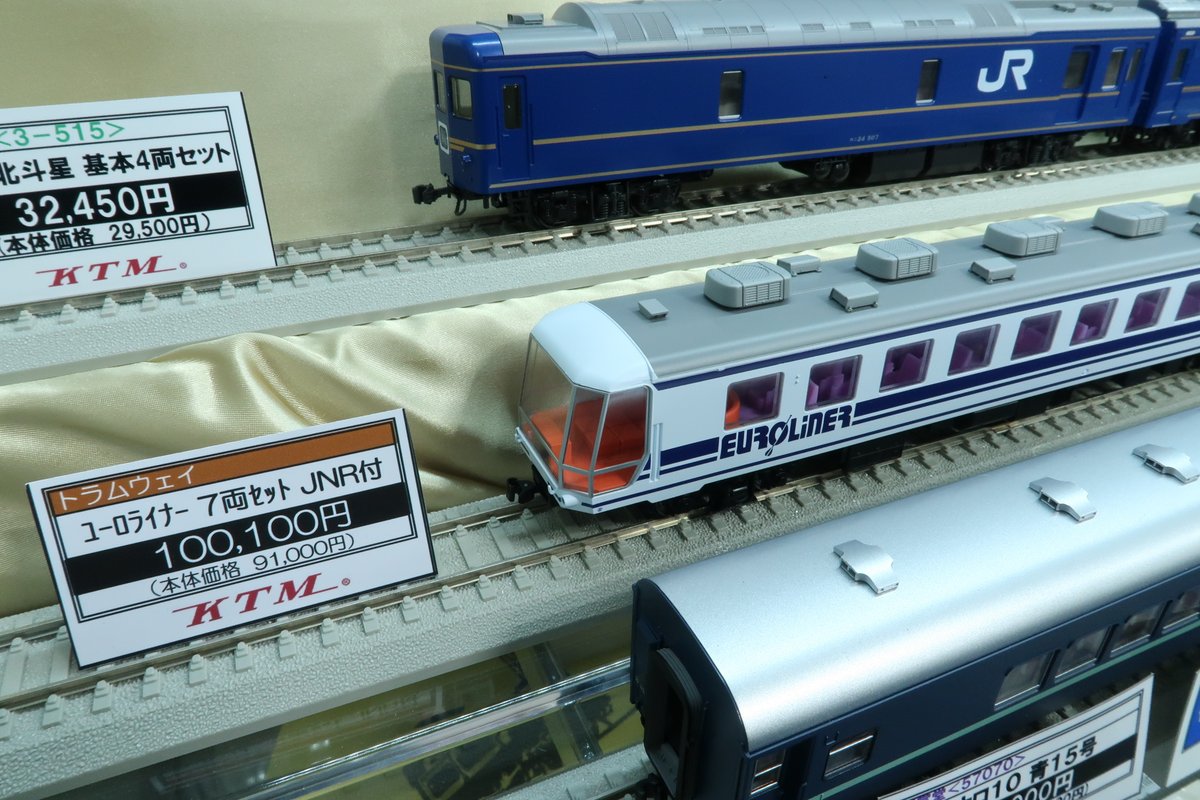 <3-515>
北斗星 基本4両セット
32,450円
(本体価格 29,500円)
KTM
JR
EUROLINER
トラムウェイ
ユーロライナー 7両セット JNR付
100,100円
(本体価格 91,000円)
KTM
<57070>
10 青15号